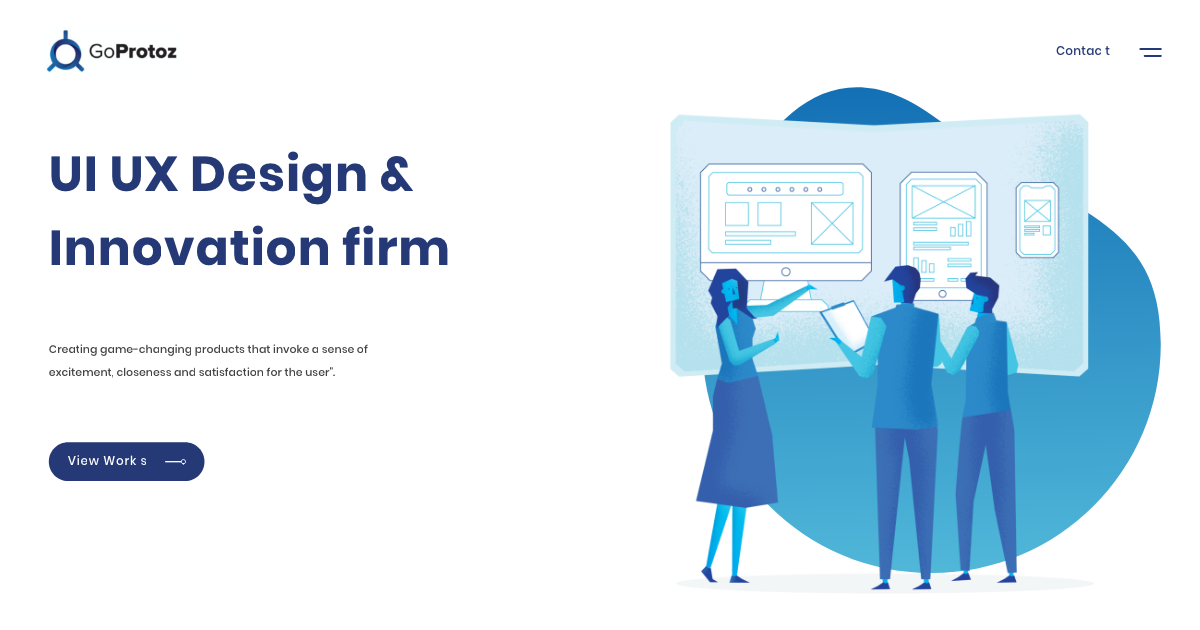 GoProtoz
Contac t
UI UX Design &
Innovation firm
Creating game-changing products that invoke a sense of
excitement, closeness and satisfaction for the user".
View Work s